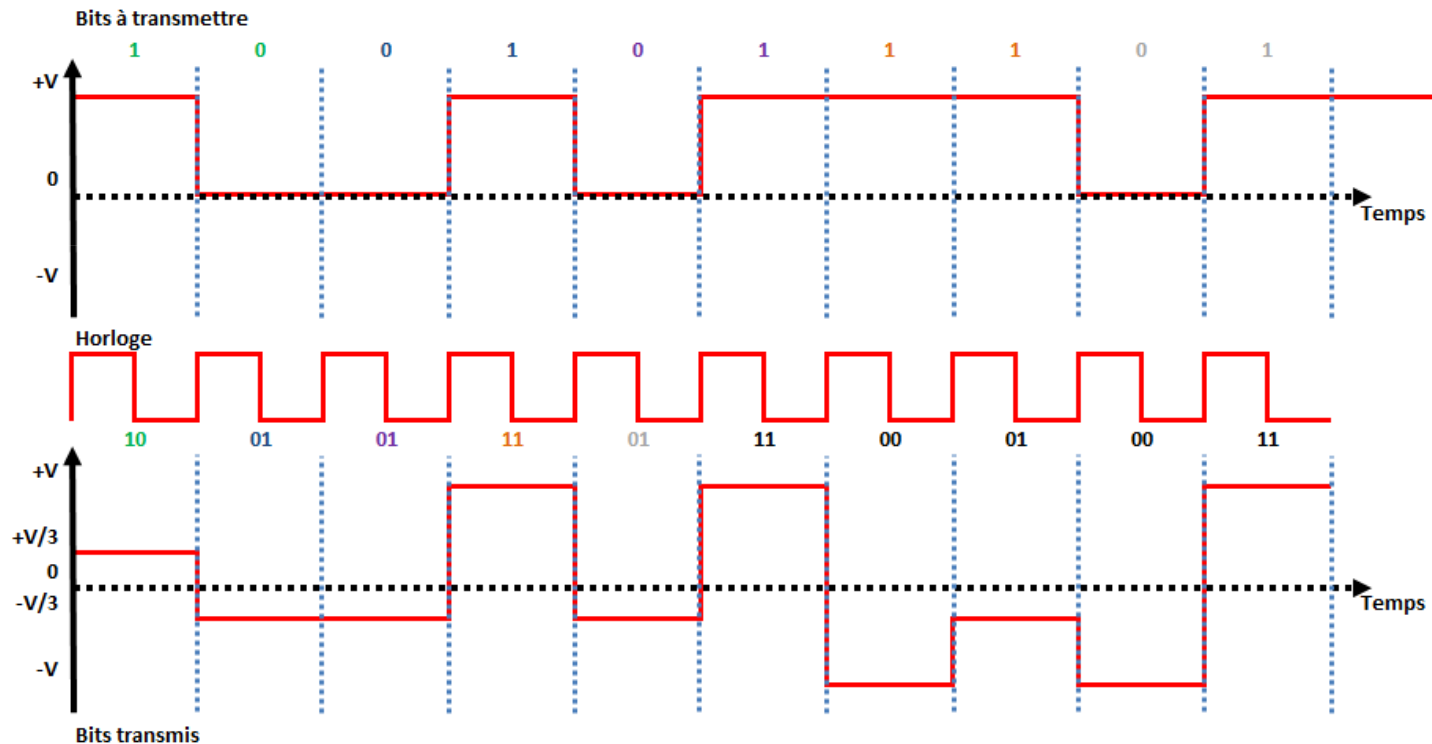 Bits à transmettre
1 0 0 1 0 1 1 1 0 1
+V
0
Temps
-V
Horloge
10 01 01 11 01 11 00 01 00 11
+V
+V/3
0
-V/3
Temps
-V
Bits transmis